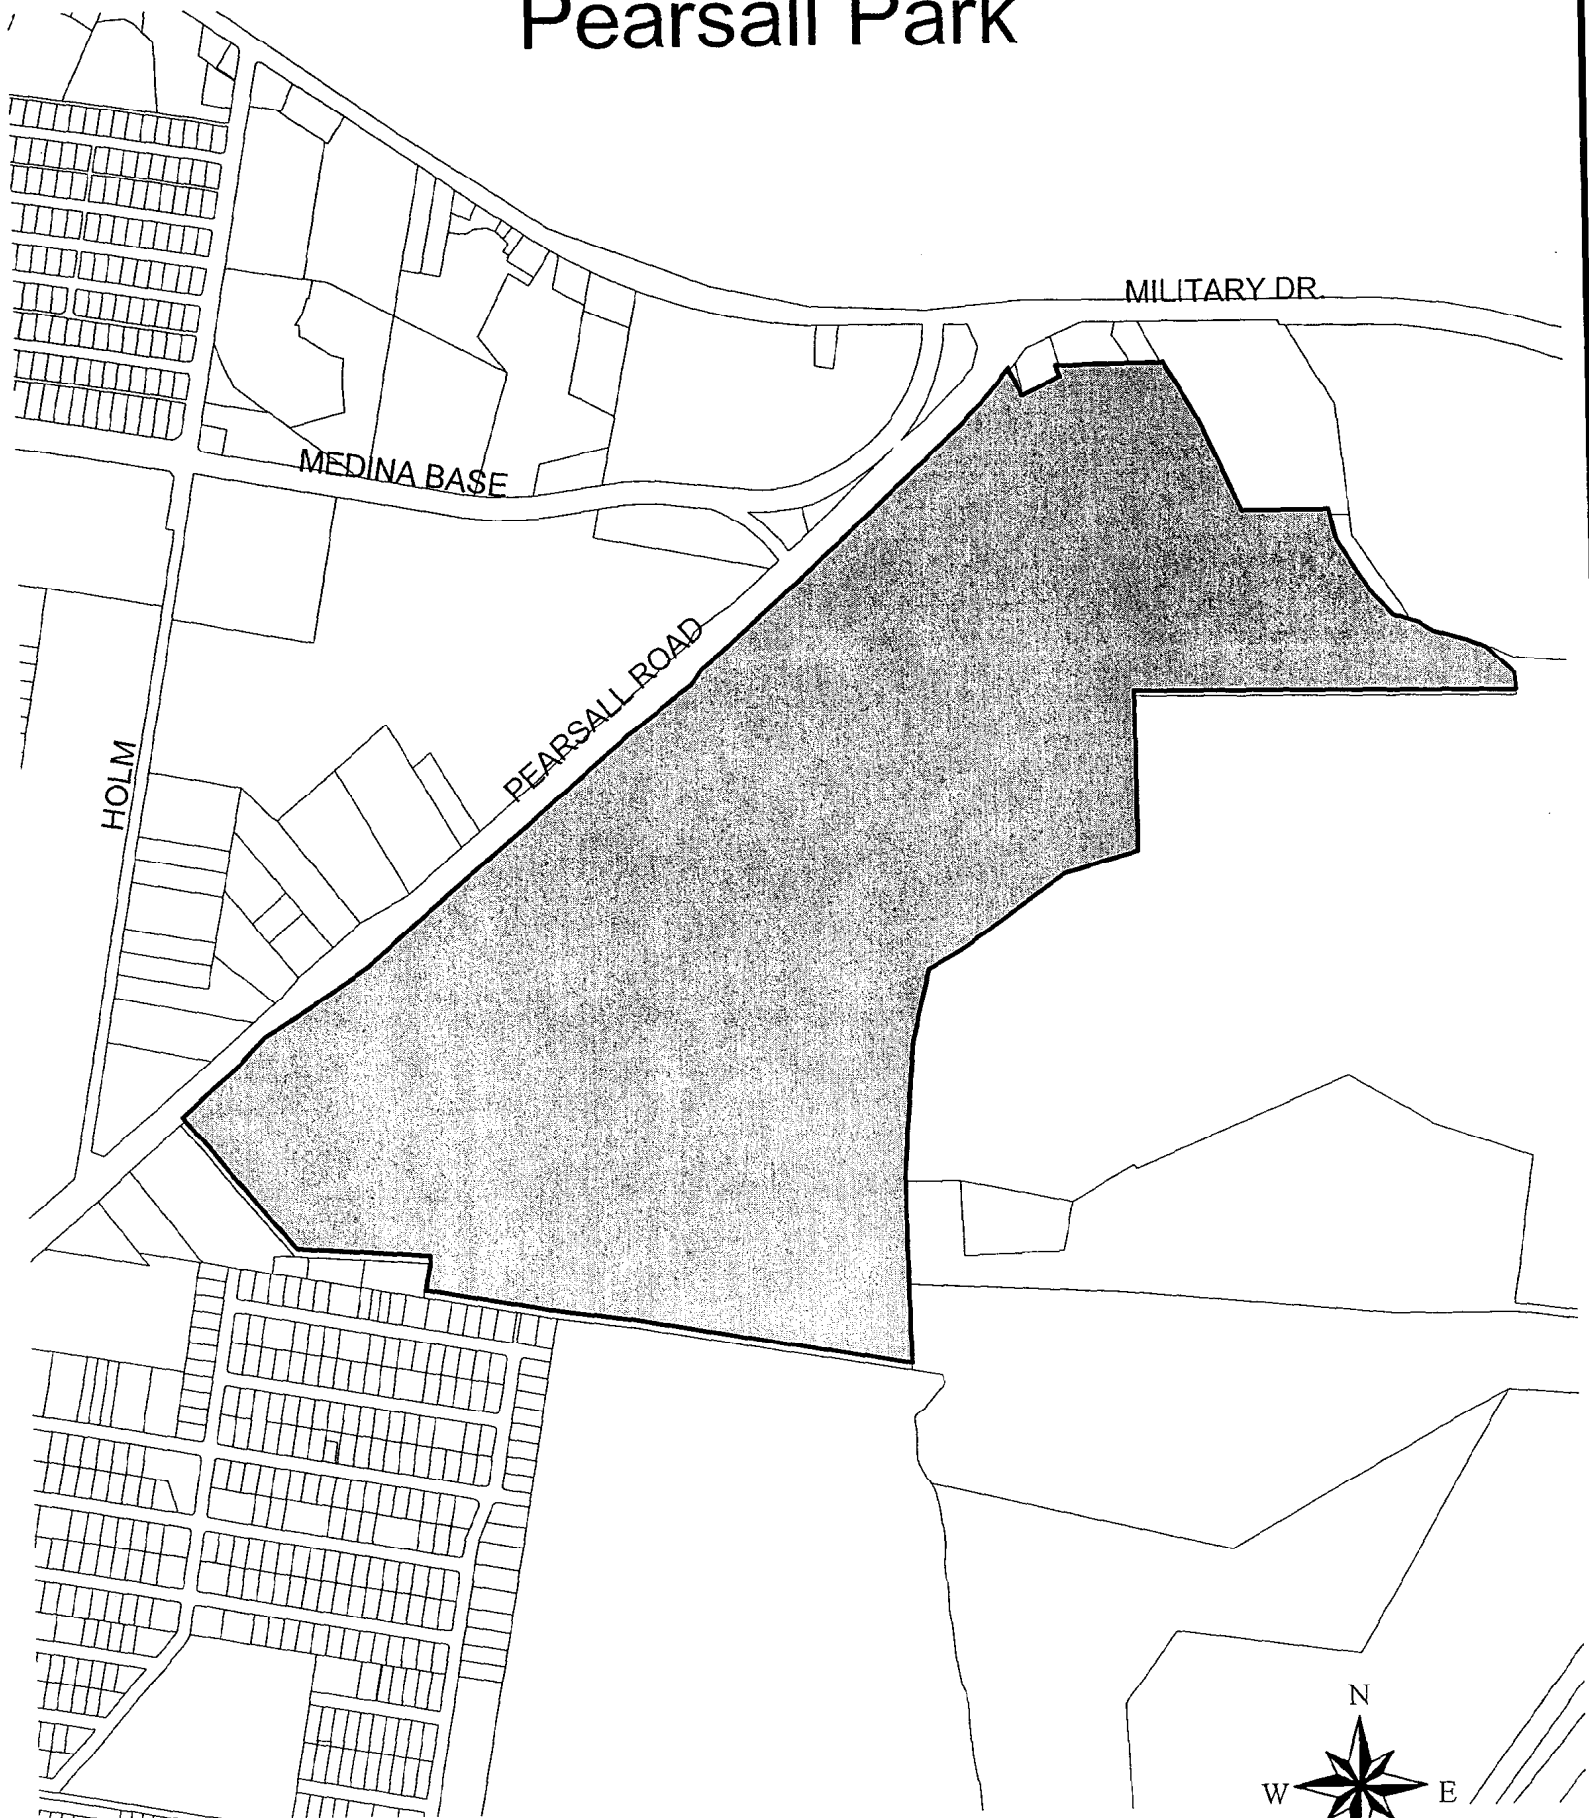 Pearsall Park
MILITARY DR.
MEDINA BASE
PEARSALL ROAD
HOLM
N
W
E